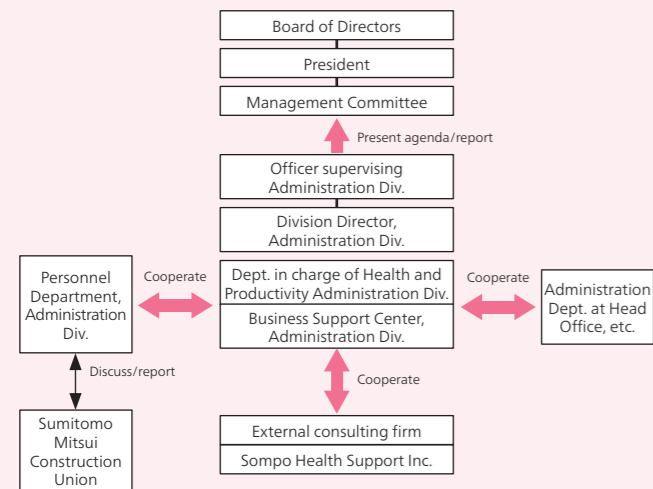 Board of Directors
President
Management Committee
Present agenda/report
Officer supervising
Administration Div.
Division Director,
Administration Div.
Personnel
Department,
Administration
Div.
Cooperate
Dept. in charge of Health and
Productivity Administration Div.
Business Support Center,
Administration Div.
Cooperate
Administration
Dept. at Head
Office, etc.
Discuss/report
Cooperate
Sumitomo
Mitsui
Construction
Union
External consulting firm
Sompo Health Support Inc.